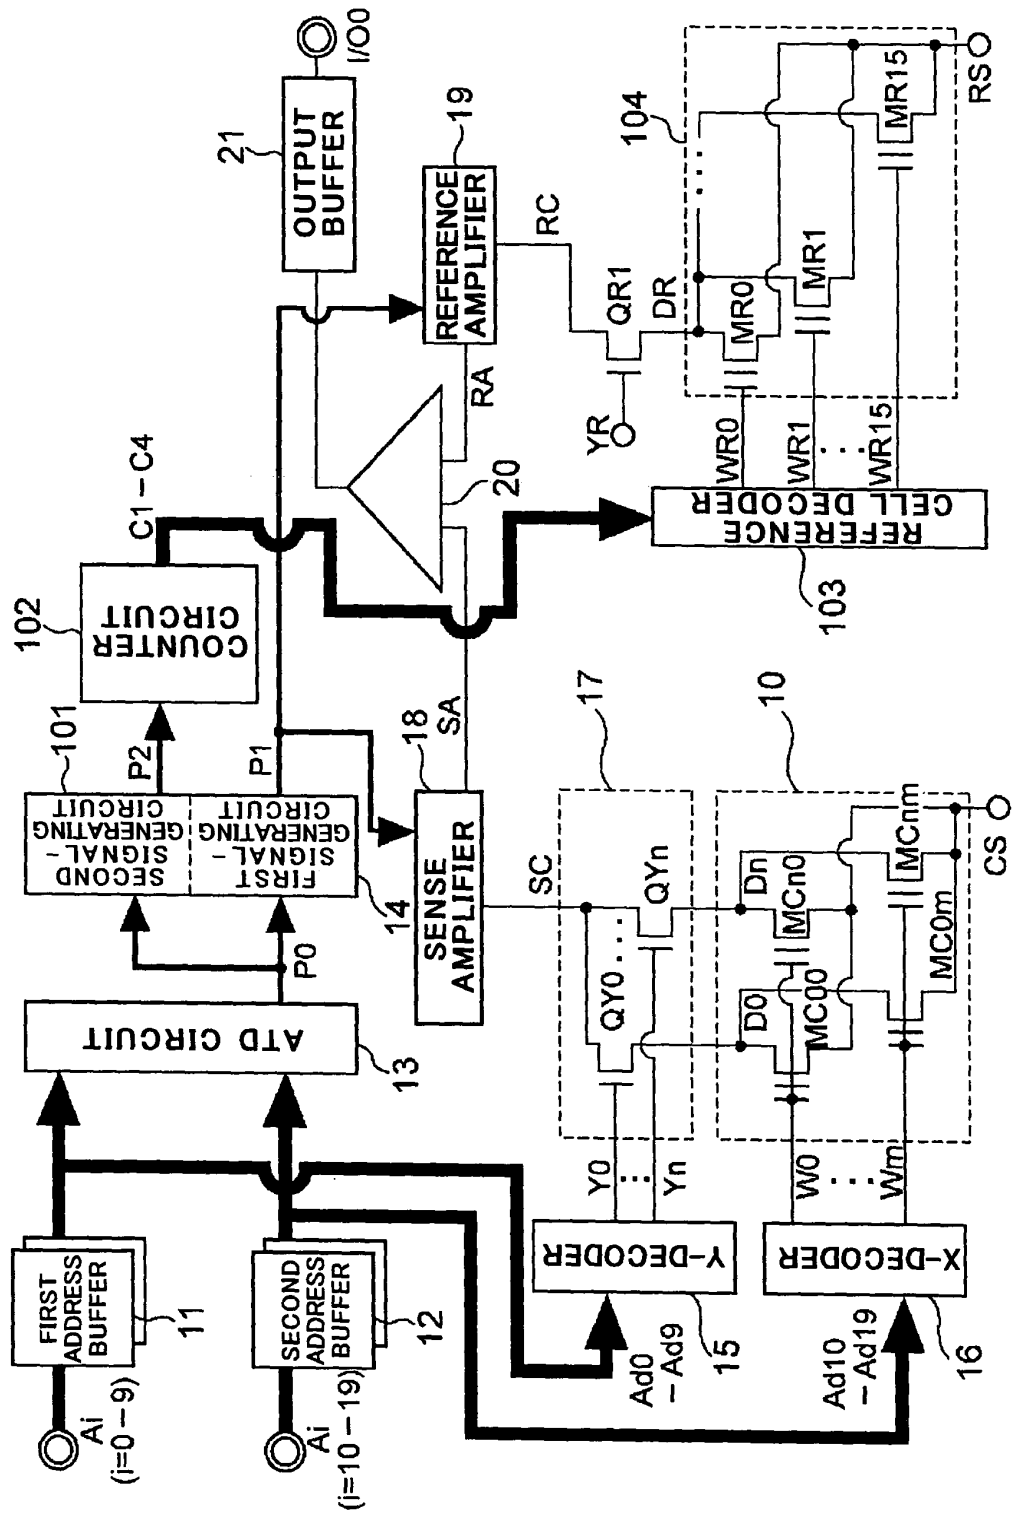 Ai
(i=0–9)
FIRST
ADDRESS
BUFFER
11
Ai
(i=10–19)
SECOND
ADDRESS
BUFFER
12
ATD CIRCUIT
13
P0
SECOND
SIGNAL-
GENERATING
CIRCUIT
101
FIRST
SIGNAL-
GENERATING
CIRCUIT
14
P2
P1
COUNTER
CIRCUIT
102
C1–C4
OUTPUT
BUFFER
21
I/O0
SENSE
AMPLIFIER
18
SA
20
RA
REFERENCE
AMPLIFIER
19
RC
SC
Ad0
–Ad9
Y-DECODER
15
Y0
Yn
QY0
QYn
17
Ad10
–Ad19
X-DECODER
16
W0
Wm
D0
Dn
MC00
MCn0
MC0m
MCnm
10
CS
REFERENCE
CELL DECODER
103
WR0
WR1
WR15
YR
QR1
DR
MR0
MR1
MR15
104
RS